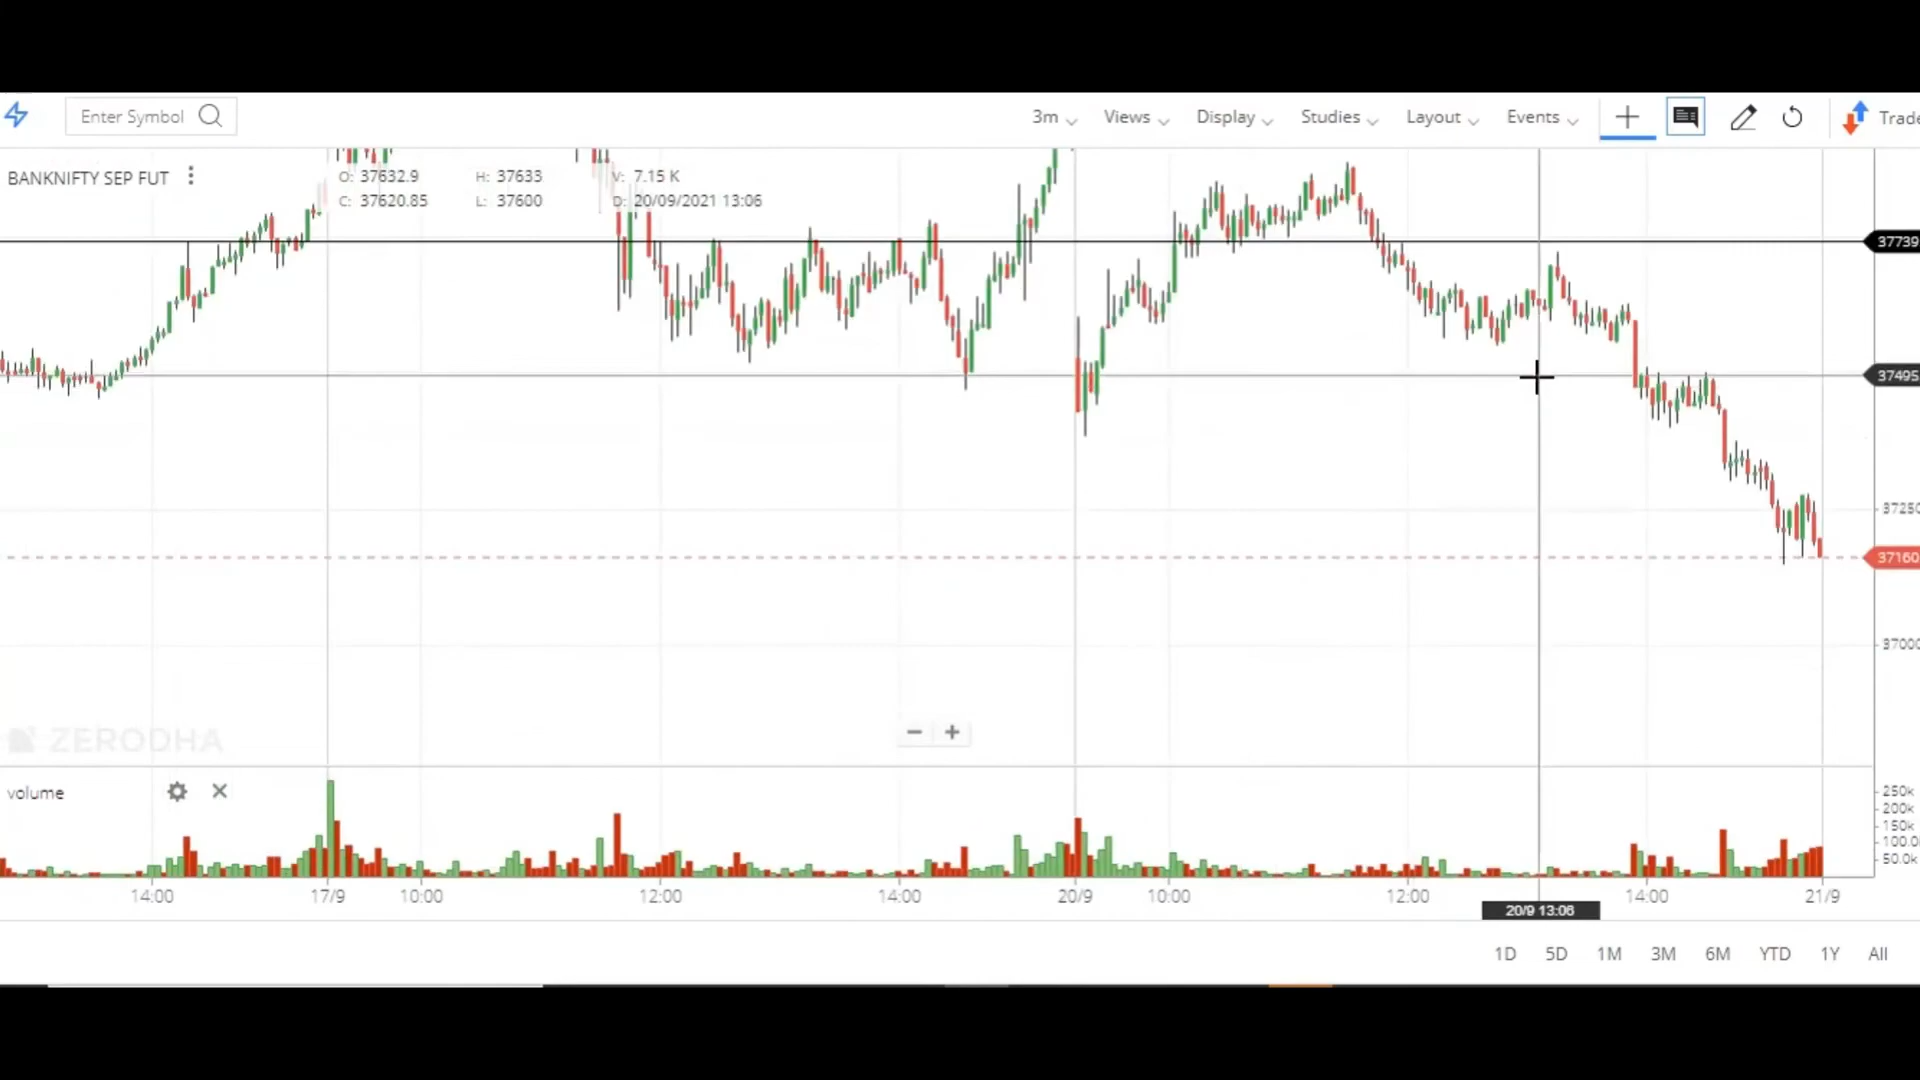 Enter Symbol
3m Views Display Studies Layout Events Trade
BANKNIFTY SEP FUT
O: 37632.9 H: 37633 V: 7.15 K
C: 37620.85 L: 37600 D: 20/09/2021 13:06
37739
37495
37250
37160
37000
ZERODHA
volume
250k
200k
150k
100.0
50.0k
14:00 17/9 10:00 12:00 14:00 20/9 10:00 12:00 14:00 21/9
20/9 13:06
1D 5D 1M 3M 6M YTD 1Y All